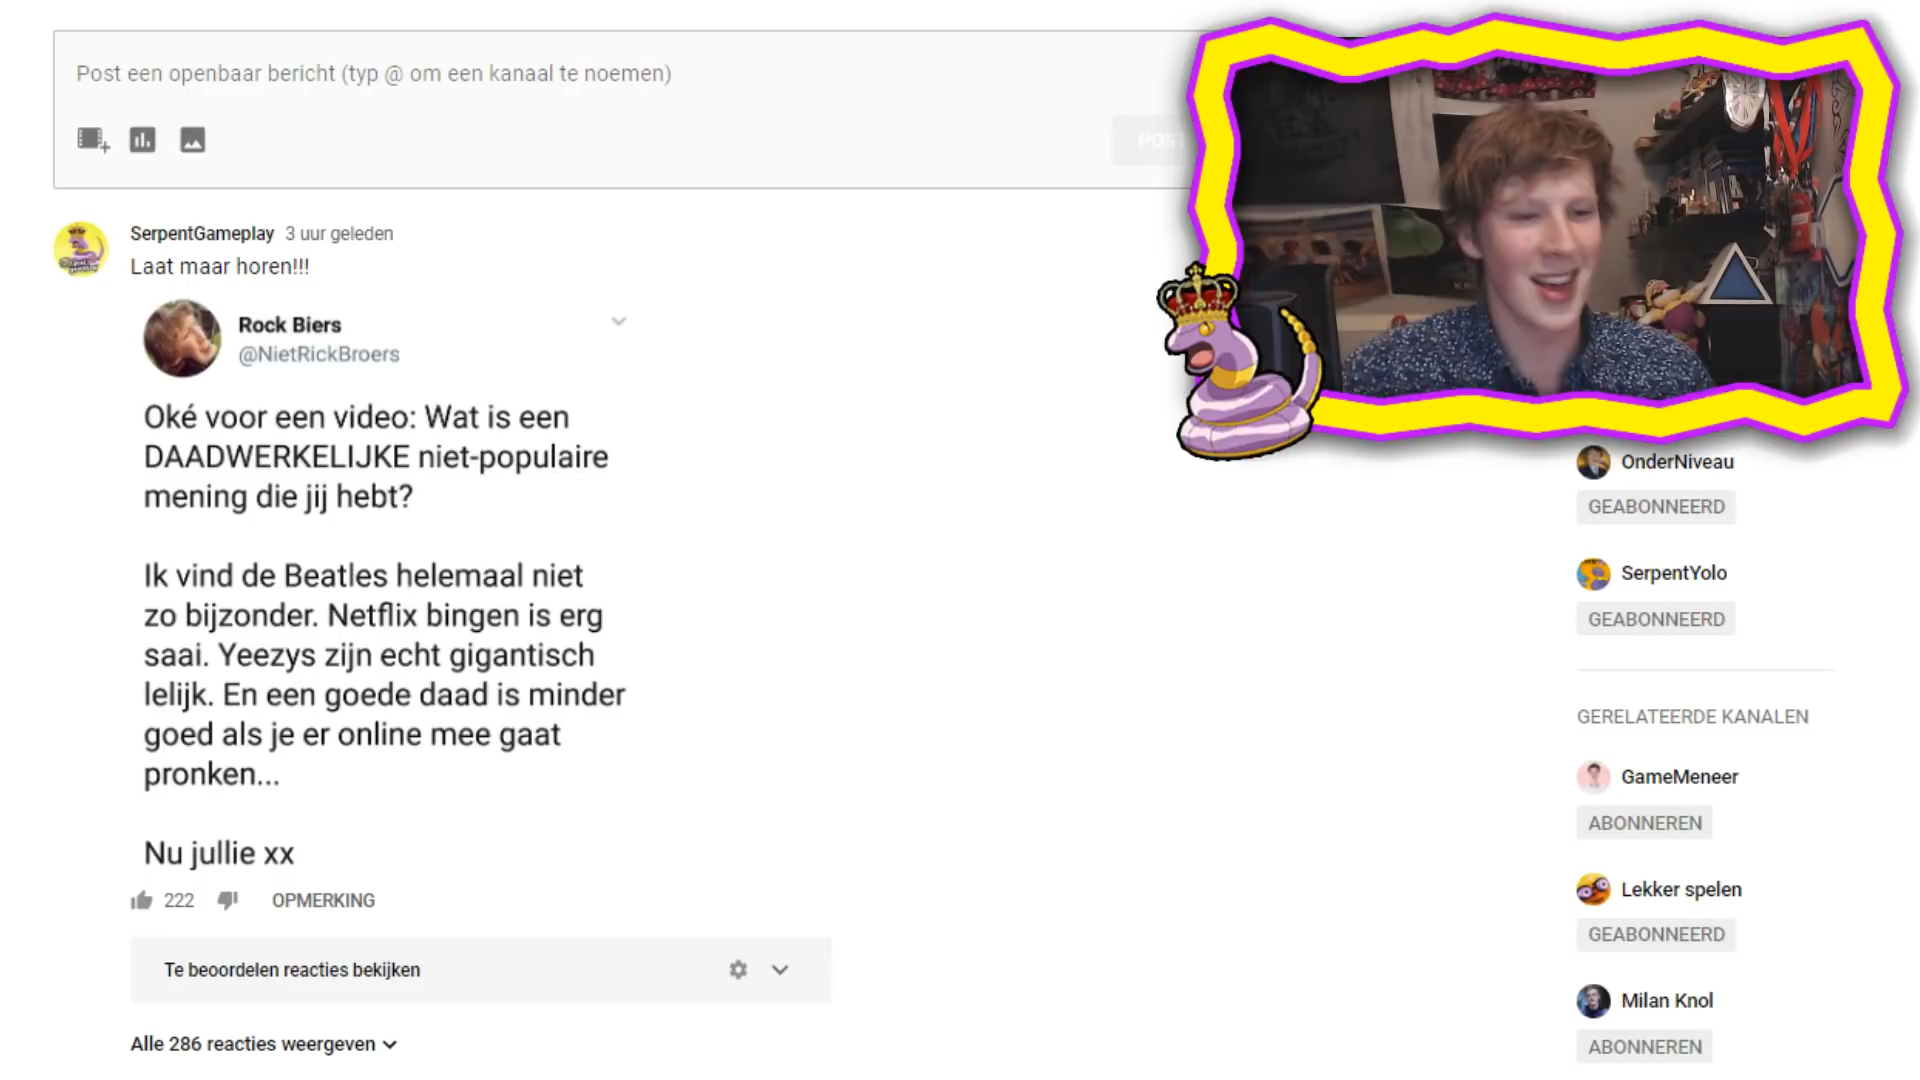 Post een openbaar bericht (typ @ om een kanaal te noemen)
POST
SerpentGameplay 3 uur geleden
Laat maar horen!!!
Rock Biers
@NietRickBroers
Oké voor een video: Wat is een
DAADWERKELIJKE niet-populaire
mening die jij hebt?
Ik vind de Beatles helemaal niet
zo bijzonder. Netflix bingen is erg
saai. Yeezys zijn echt gigantisch
lelijk. En een goede daad is minder
goed als je er online mee gaat
pronken...
Nu jullie xx
222 OPMERKING
Te beoordelen reacties bekijken
Alle 286 reacties weergeven
OnderNiveau
GEABONNEERD
SerpentYolo
GEABONNEERD
GERELATEERDE KANALEN
GameMeneer
ABONNEREN
Lekker spelen
GEABONNEERD
Milan Knol
ABONNEREN